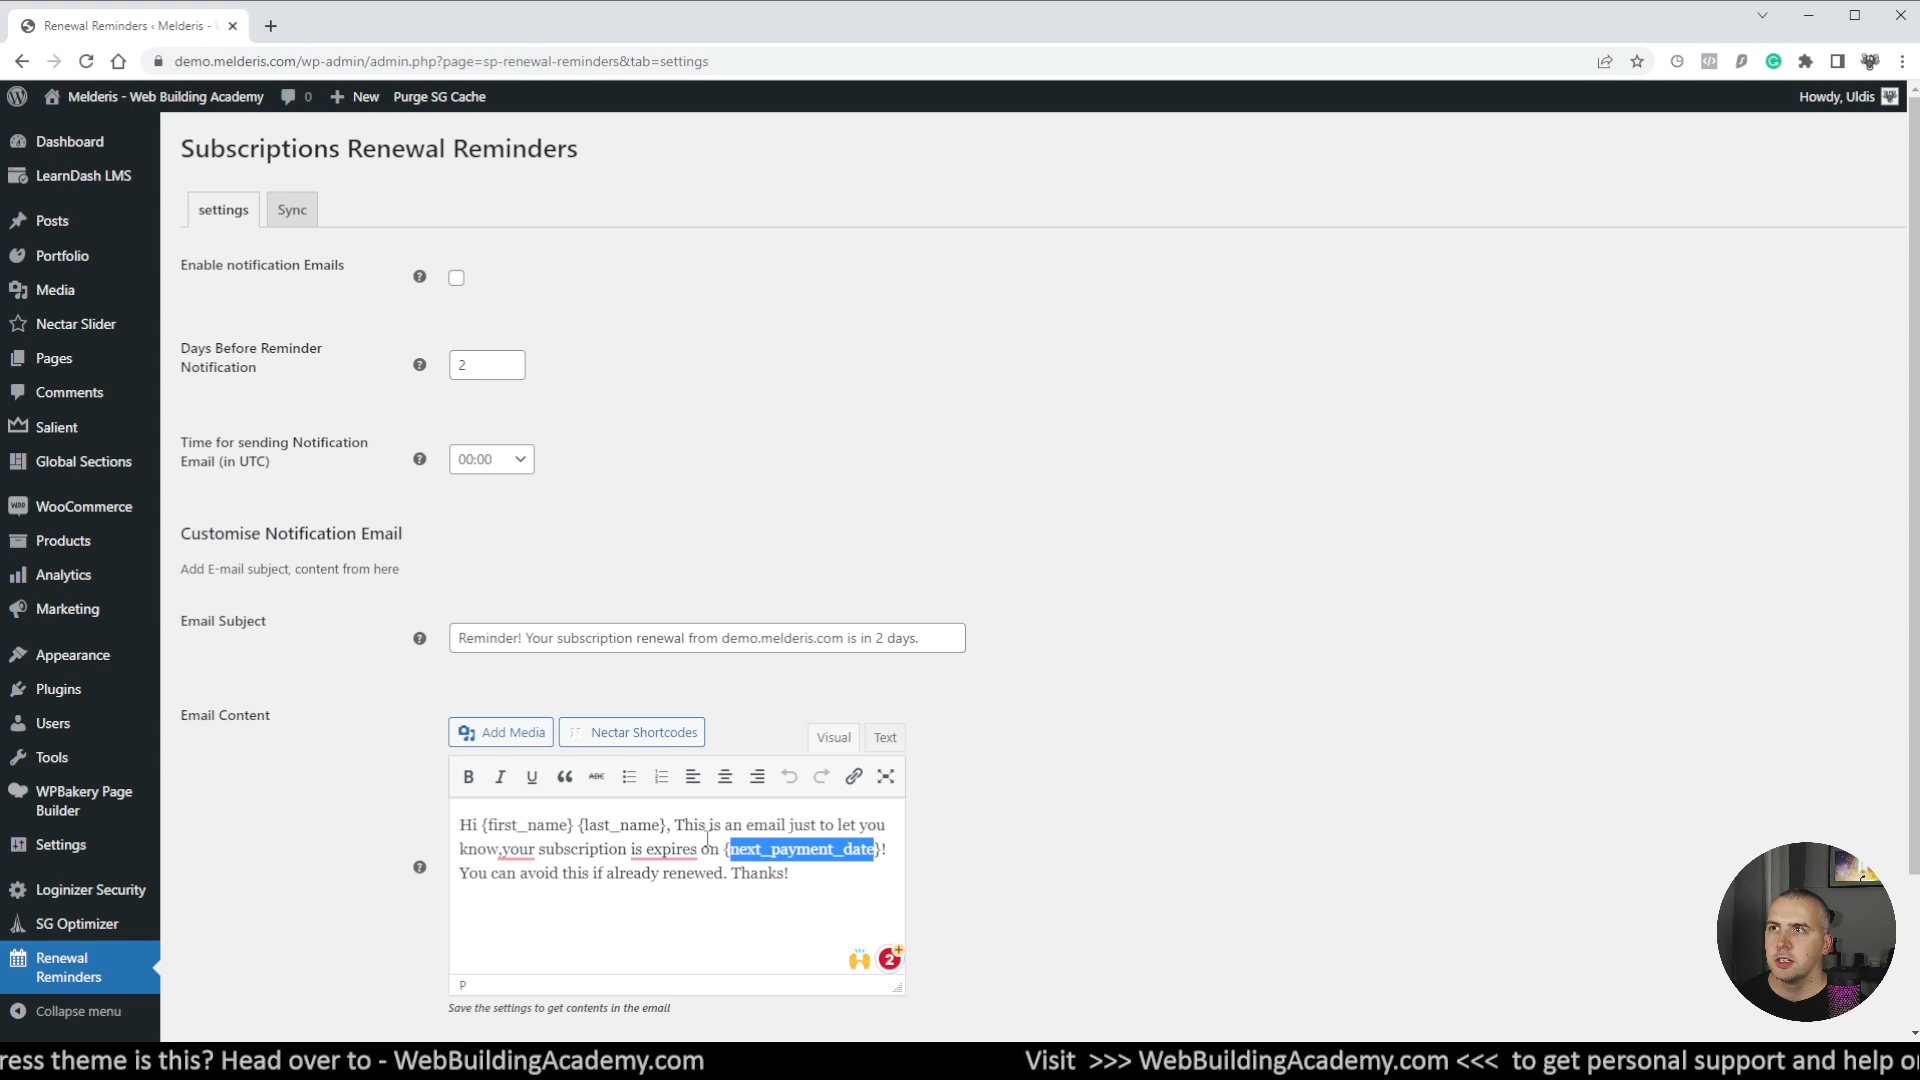 Renewal Reminders ‹ Melderis -
demo.melderis.com/wp-admin/admin.php?page=sp-renewal-reminders&tab=settings
Melderis - Web Building Academy 0 New Purge SG Cache
Howdy, Uldis
Dashboard
LearnDash LMS
Posts
Portfolio
Media
Nectar Slider
Pages
Comments
Salient
Global Sections
WooCommerce
Products
Analytics
Marketing
Appearance
Plugins
Users
Tools
WPBakery Page
Builder
Settings
Loginizer Security
SG Optimizer
Renewal
Reminders
Collapse menu
Subscriptions Renewal Reminders
settings
Sync
Enable notification Emails
Days Before Reminder
Notification
2
Time for sending Notification
Email (in UTC)
00:00
Customise Notification Email
Add E-mail subject, content from here
Email Subject
Reminder! Your subscription renewal from demo.melderis.com is in 2 days.
Email Content
Add Media
Nectar Shortcodes
Visual
Text
B I U ABC
Hi {first_name} {last_name}, This is an email just to let you
know,your subscription is expires on {next_payment_date}!
You can avoid this if already renewed. Thanks!
2
P
Save the settings to get contents in the email
ress theme is this? Head over to - WebBuildingAcademy.com
Visit >>> WebBuildingAcademy.com <<< to get personal support and help